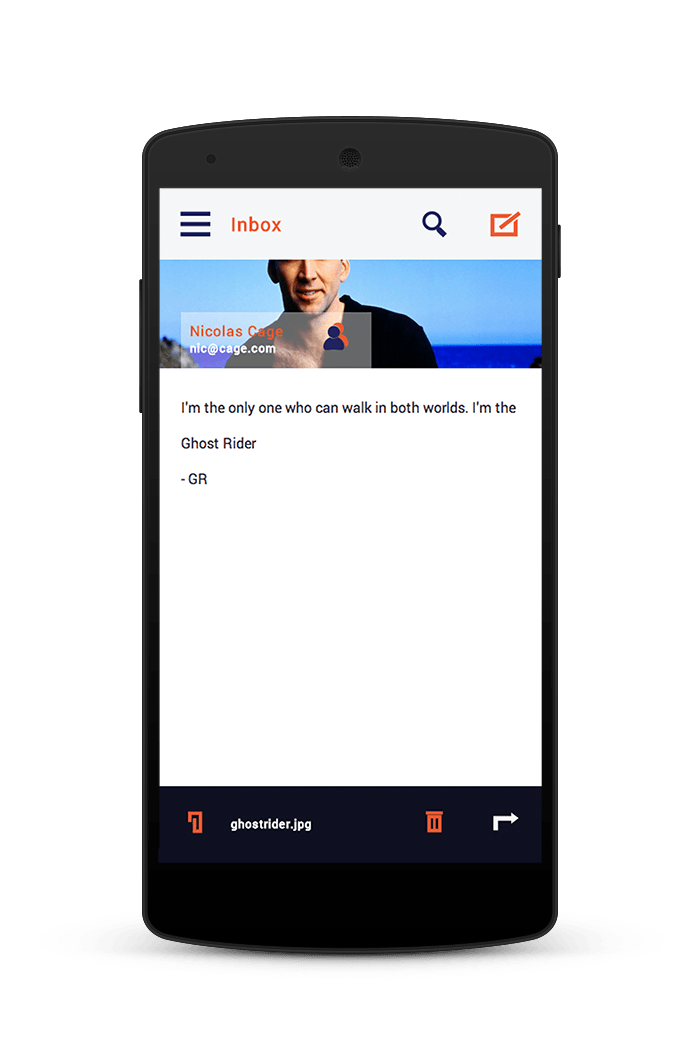 Inbox
Nicolas Cage
nic@cage.com
I'm the only one who can walk in both worlds. I'm the
Ghost Rider
- GR
ghostrider.jpg